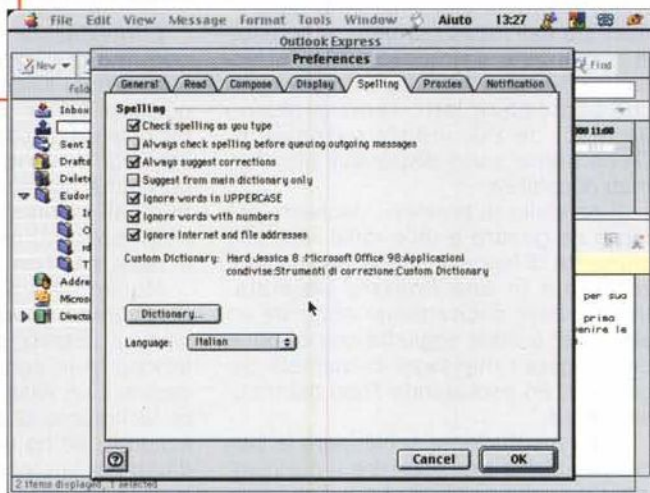 File Edit View Message Format Tools Window Aiuto 13:27
Outlook Express
Preferences
New
Find
General Read Compose Display Spelling Proxies Notification
Inbox
Sent I
Drafts
Delete
Eudor
Addre
Micros
Directo
Spelling
Check spelling as you type
Always check spelling before queuing outgoing messages
Always suggest corrections
Suggest from main dictionary only
Ignore words in UPPERCASE
Ignore words with numbers
Ignore Internet and file addresses
Custom Dictionary: Hard Jessica 8 :Microsoft Office 98:Applicazioni
condivise:Strumenti di correzione:Custom Dictionary
Dictionary...
Language: Italian
per suo
primo
enire le
Cancel OK
2 items displayed, 1 selected